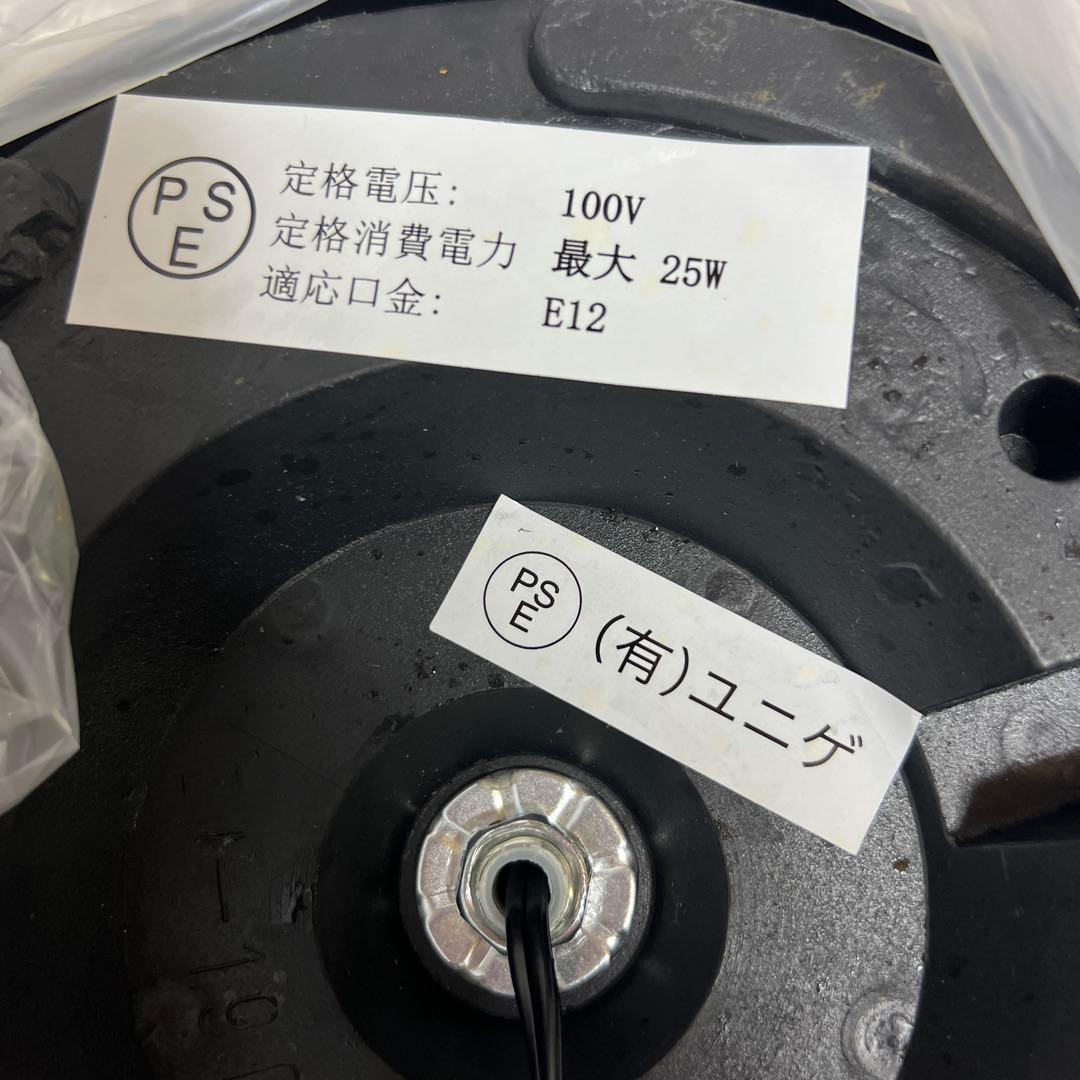 PSE
定格電压: 100V
定格消費電力 最大 25W
適応口金: E12
PSE (有)ユニゲ